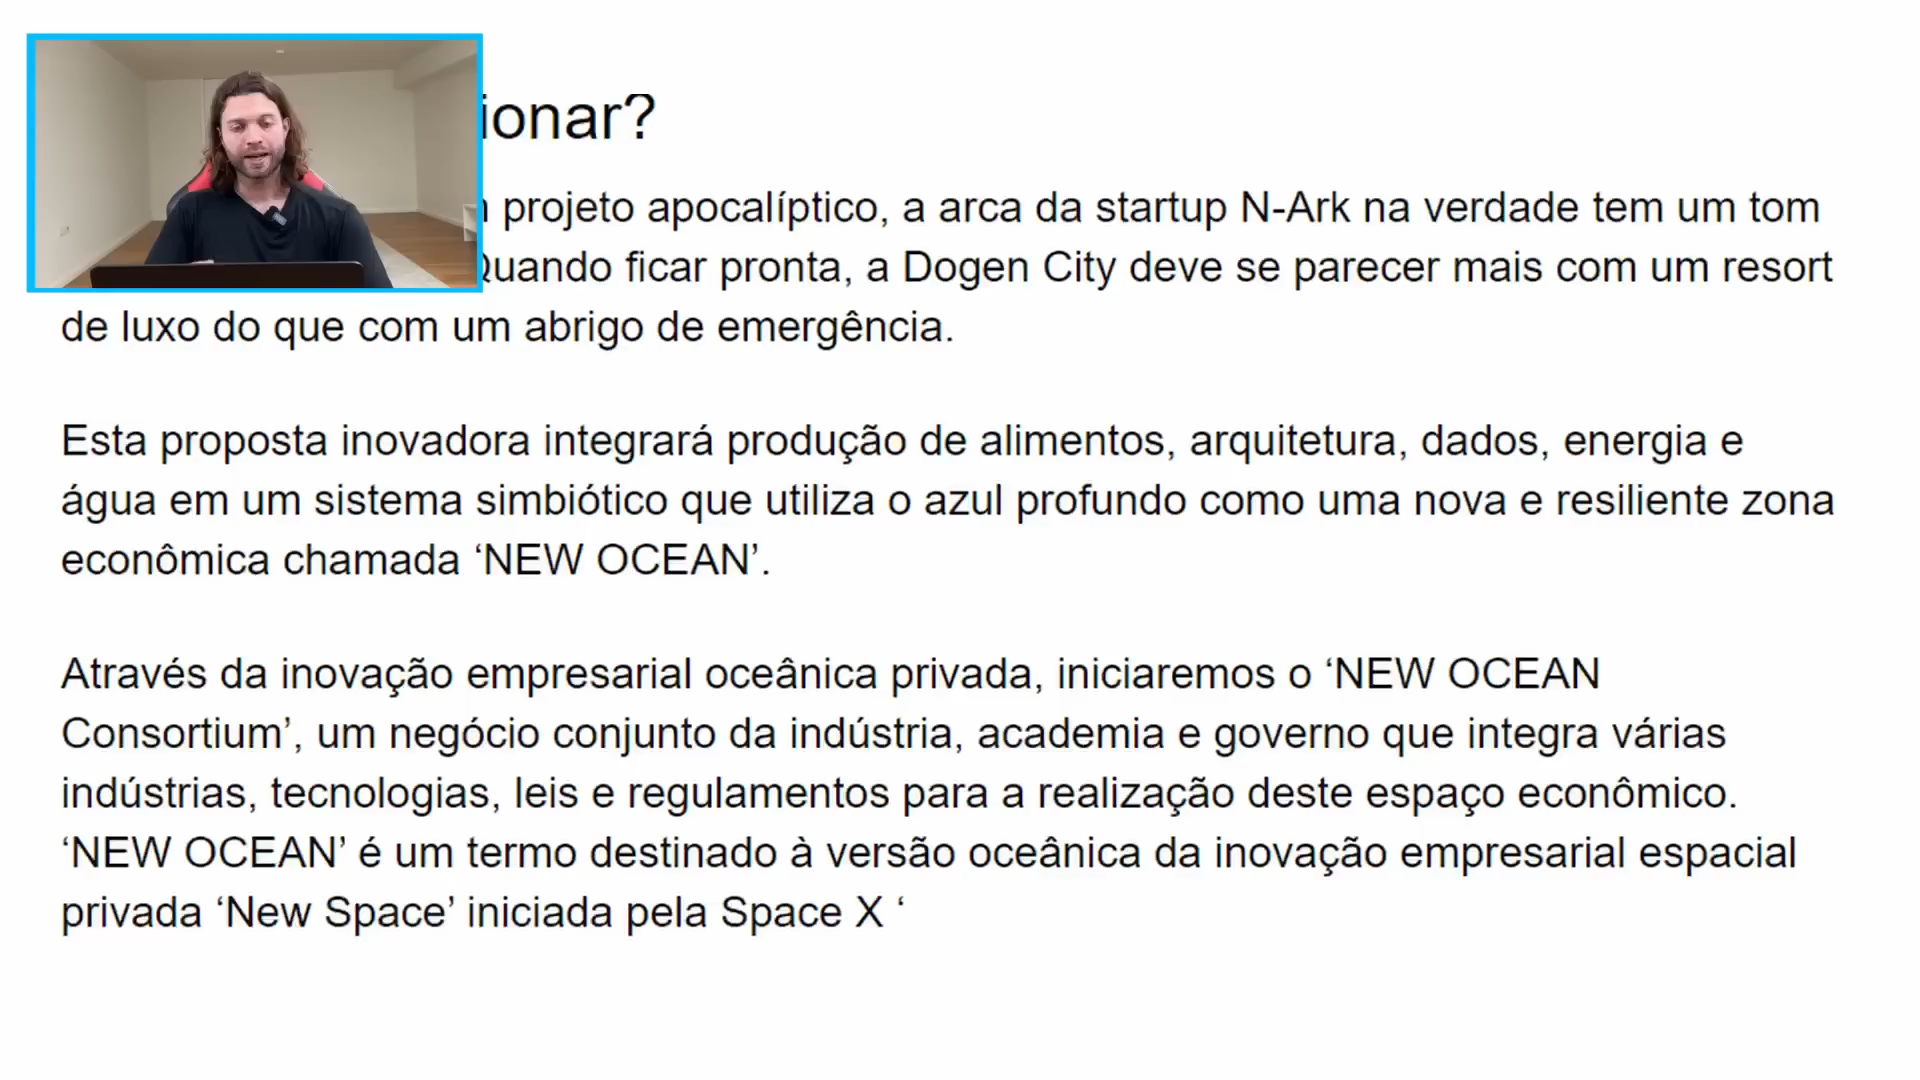 ionar?
projeto apocalíptico, a arca da startup N-Ark na verdade tem um tom
Quando ficar pronta, a Dogen City deve se parecer mais com um resort
de luxo do que com um abrigo de emergência.
Esta proposta inovadora integrará produção de alimentos, arquitetura, dados, energia e
água em um sistema simbiótico que utiliza o azul profundo como uma nova e resiliente zona
econômica chamada ‘NEW OCEAN’.
Através da inovação empresarial oceânica privada, iniciaremos o ‘NEW OCEAN
Consortium’, um negócio conjunto da indústria, academia e governo que integra várias
indústrias, tecnologias, leis e regulamentos para a realização deste espaço econômico.
‘NEW OCEAN’ é um termo destinado à versão oceânica da inovação empresarial espacial
privada ‘New Space’ iniciada pela Space X ‘